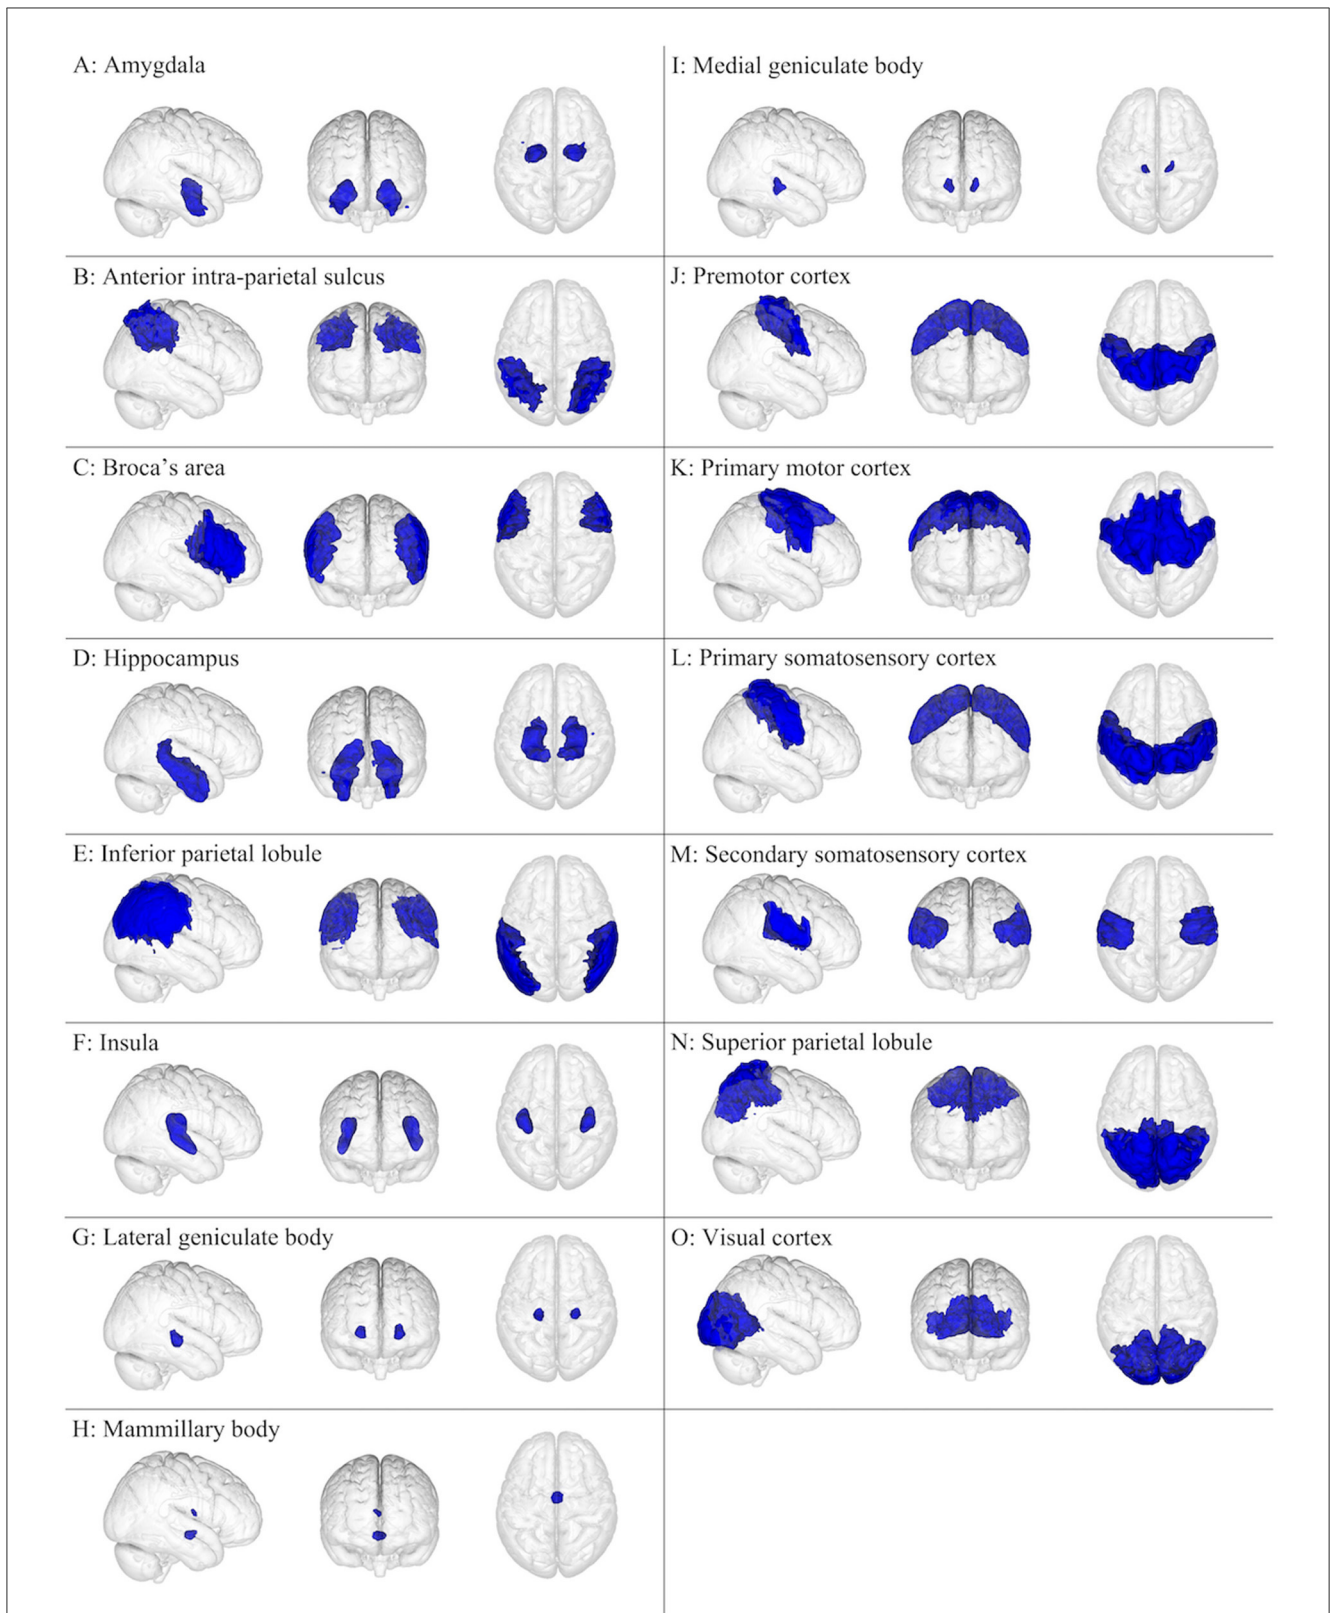 A: Amygdala
B: Anterior intra-parietal sulcus
C: Broca’s area
D: Hippocampus
E: Inferior parietal lobule
F: Insula
G: Lateral geniculate body
H: Mammillary body
I: Medial geniculate body
J: Premotor cortex
K: Primary motor cortex
L: Primary somatosensory cortex
M: Secondary somatosensory cortex
N: Superior parietal lobule
O: Visual cortex